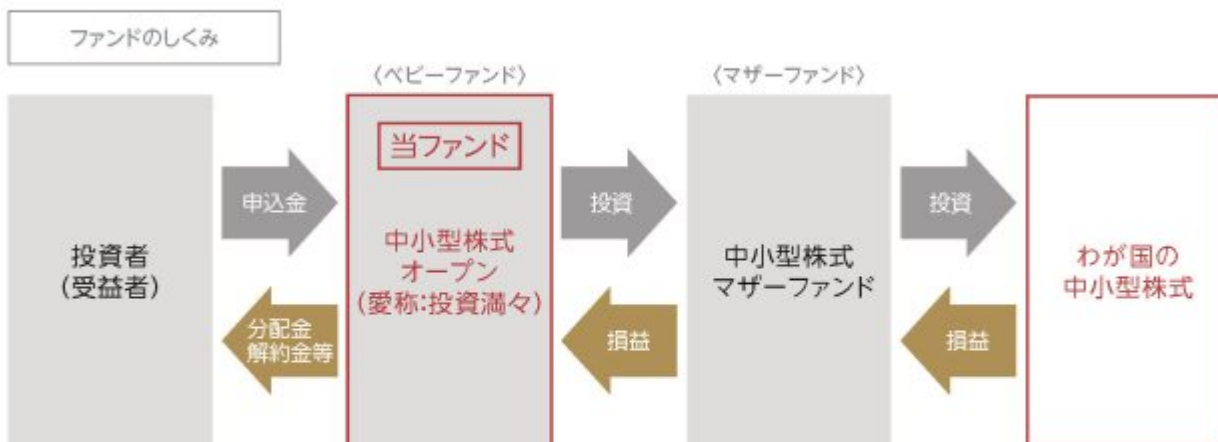 ファンドのしくみ
〈ベビーファンド〉
〈マザーファンド〉
投資者
(受益者)
申込金
分配金
解約金等
当ファンド
中小型株式
オープン
(愛称:投資満々)
投資
損益
中小型株式
マザーファンド
投資
損益
わが国の
中小型株式